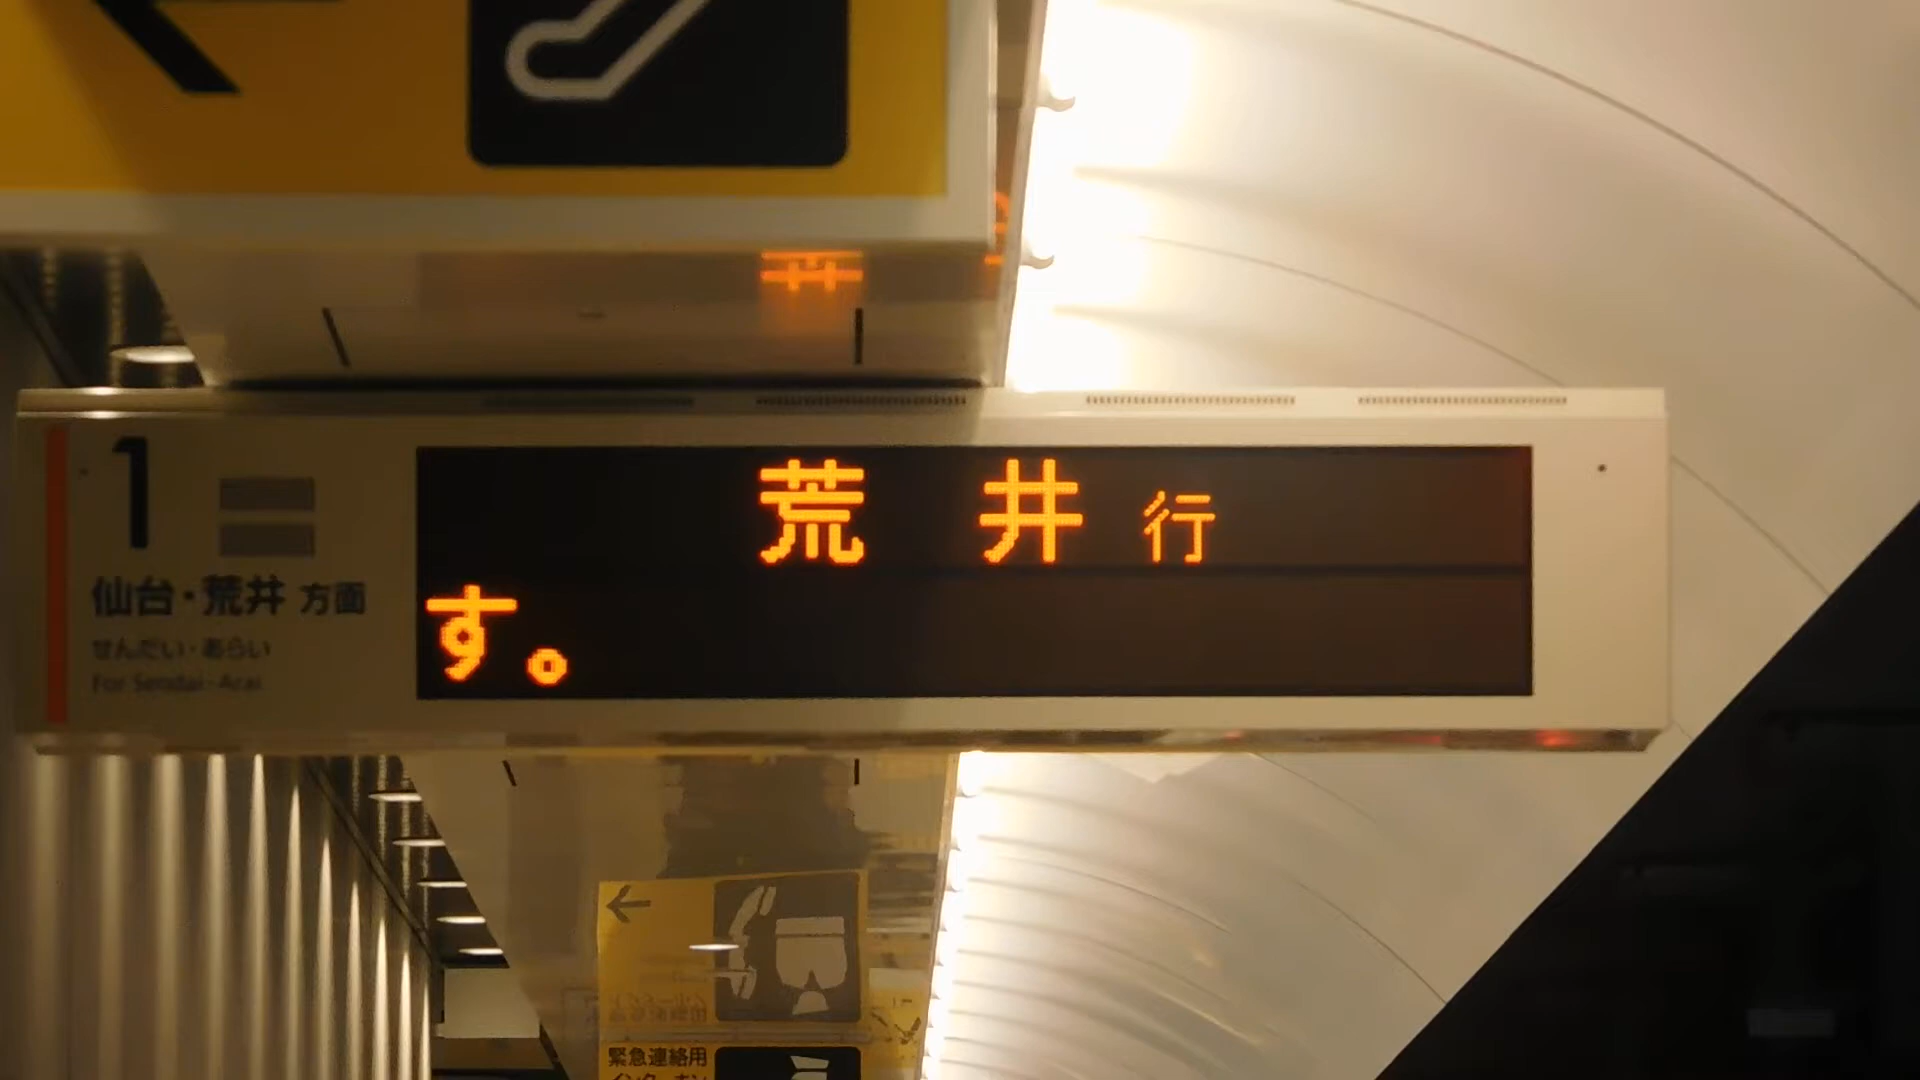 荒井 行
す。
1
仙台・荒井 方面
せんだい・あらい
For Sendai-Arai
緊急連絡用